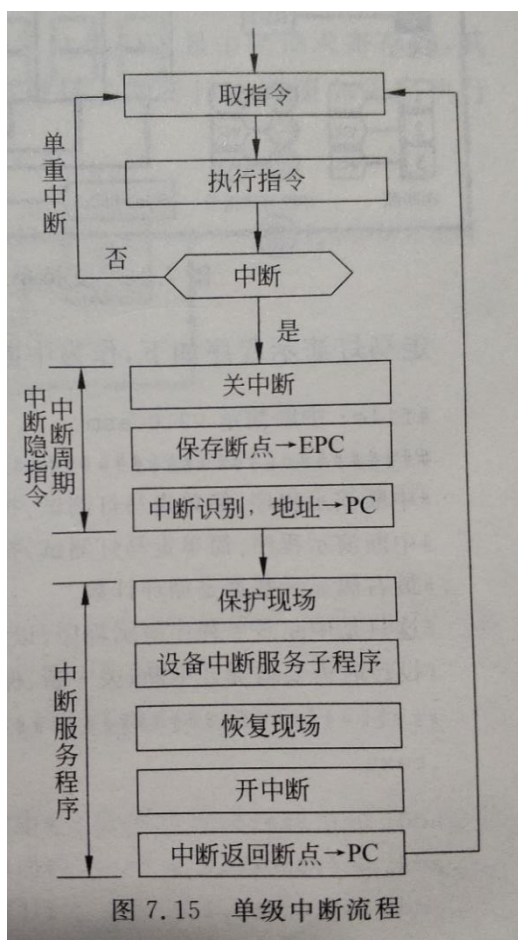 取指令
单重中断
执行指令
否
中断
是
关中断
中断隐指令
中断周期
保存断点→EPC
中断识别，地址→PC
保护现场
设备中断服务子程序
中断服务程序
恢复现场
开中断
中断返回断点→PC
图 7.15 单级中断流程